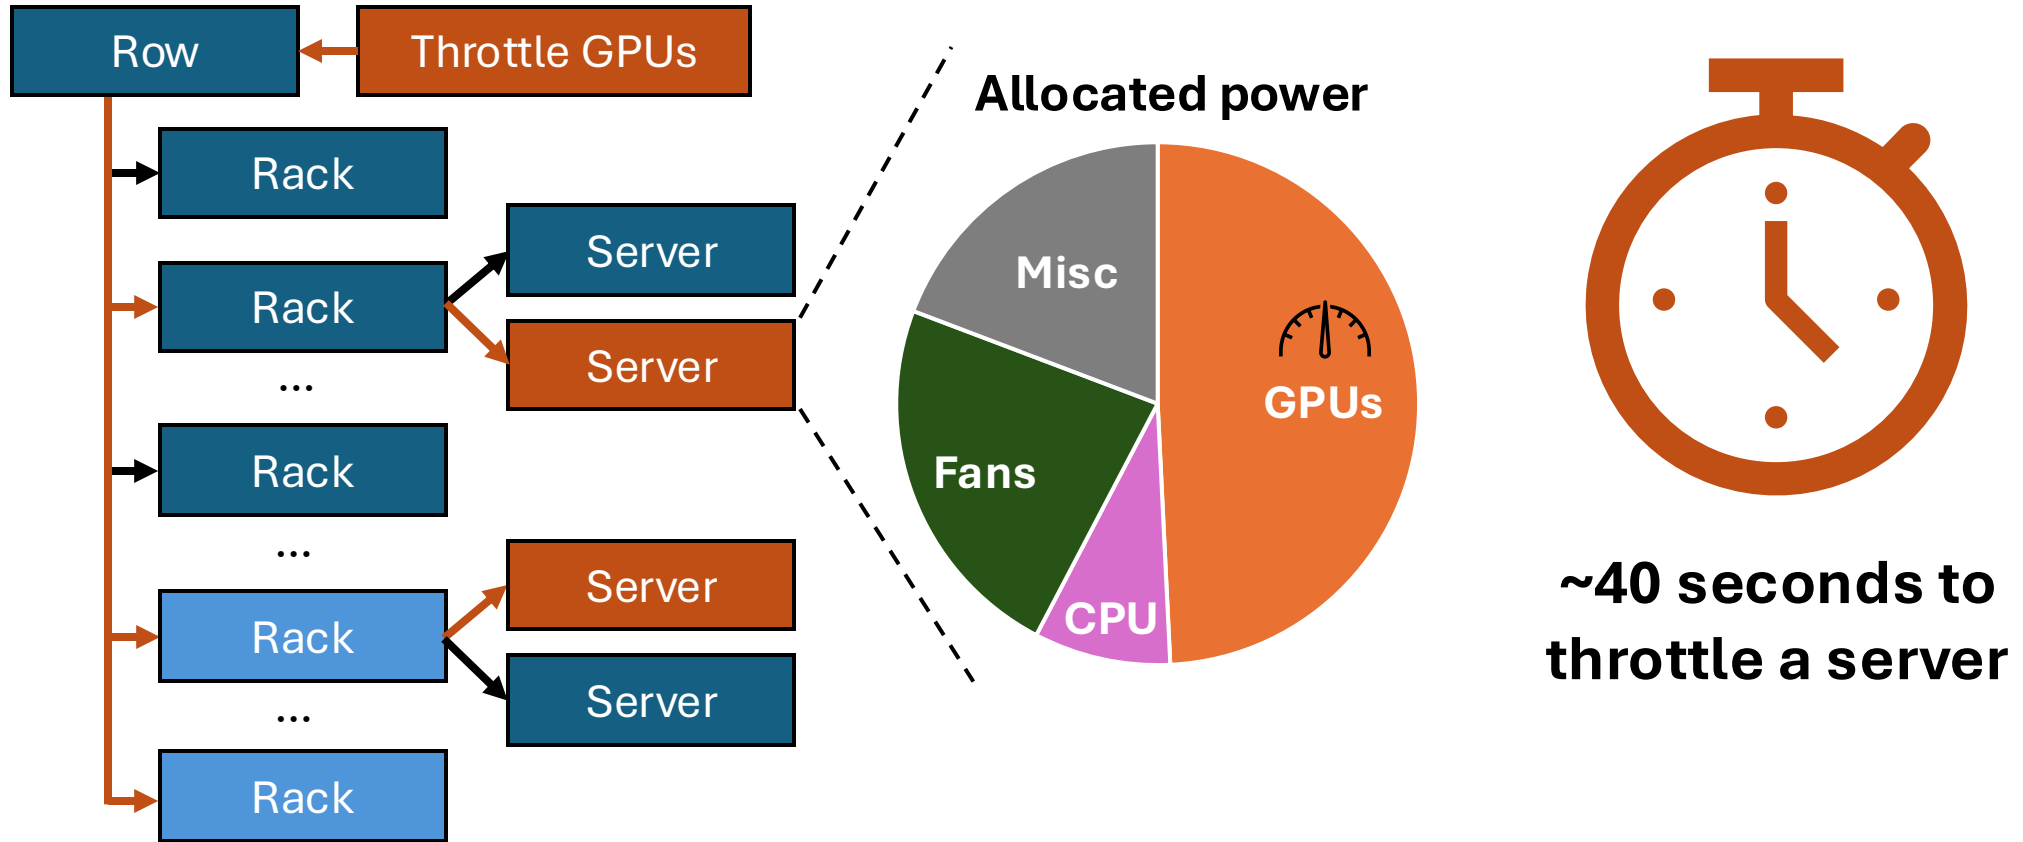 Row
Throttle GPUs
Rack
Rack
Server
Server
...
Rack
...
Rack
Server
Server
...
Rack
Allocated power
Misc
GPUs
Fans
CPU
~40 seconds to
throttle a server